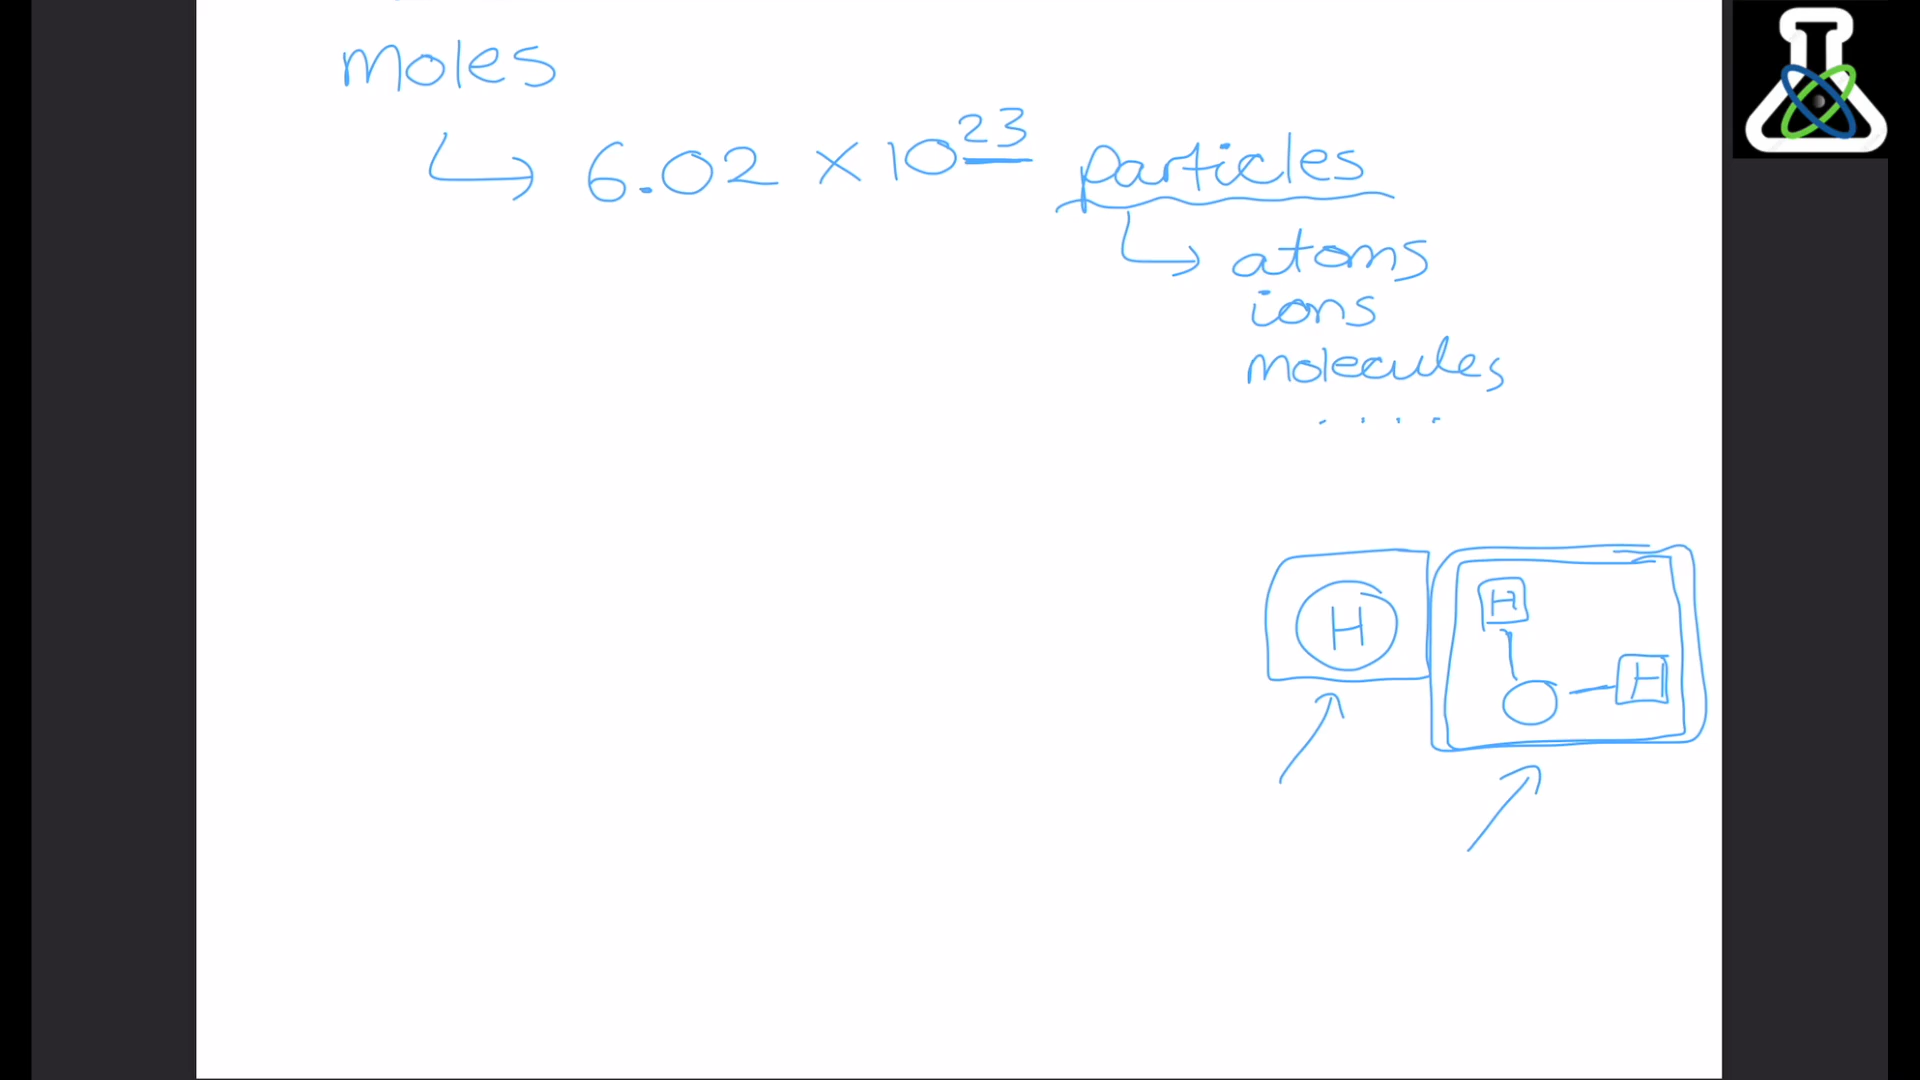 moles
↳ 6.02 × 10²³ particles
↳ atoms
ions
molecules
....
H
H
O – H